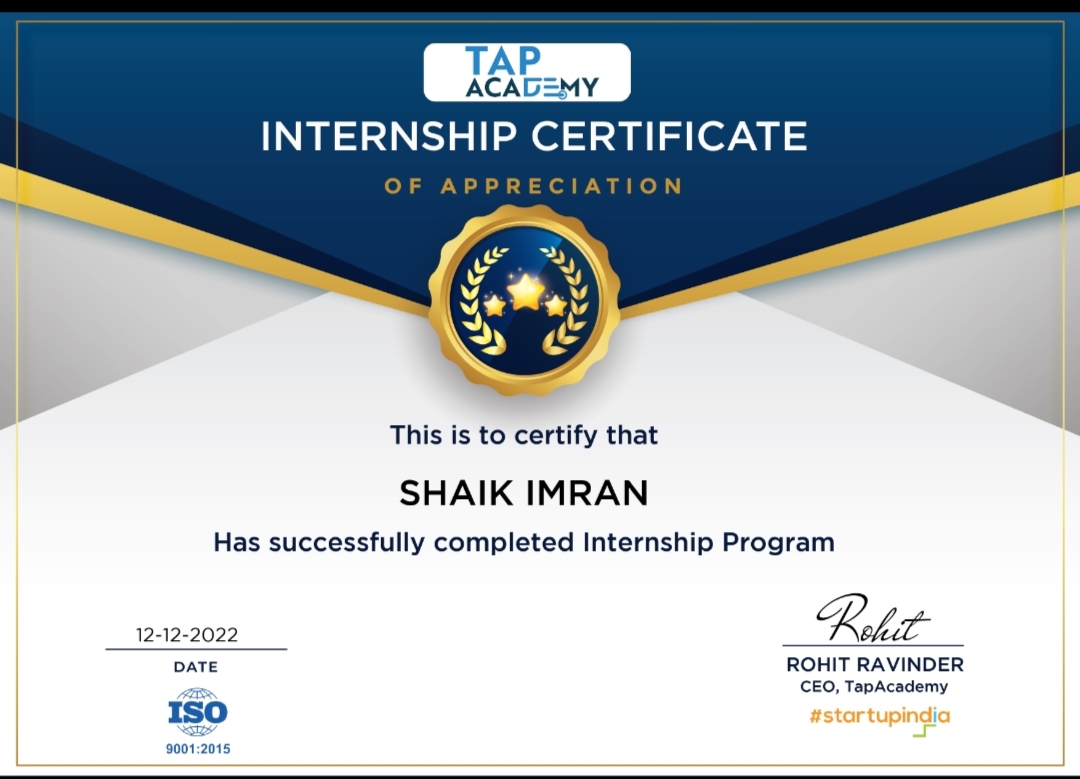 TAP
ACADEMY
INTERNSHIP CERTIFICATE
OF APPRECIATION
This is to certify that
SHAIK IMRAN
Has successfully completed Internship Program
12-12-2022
DATE
ISO
9001:2015
Rohit
ROHIT RAVINDER
CEO, TapAcademy
#startupindia